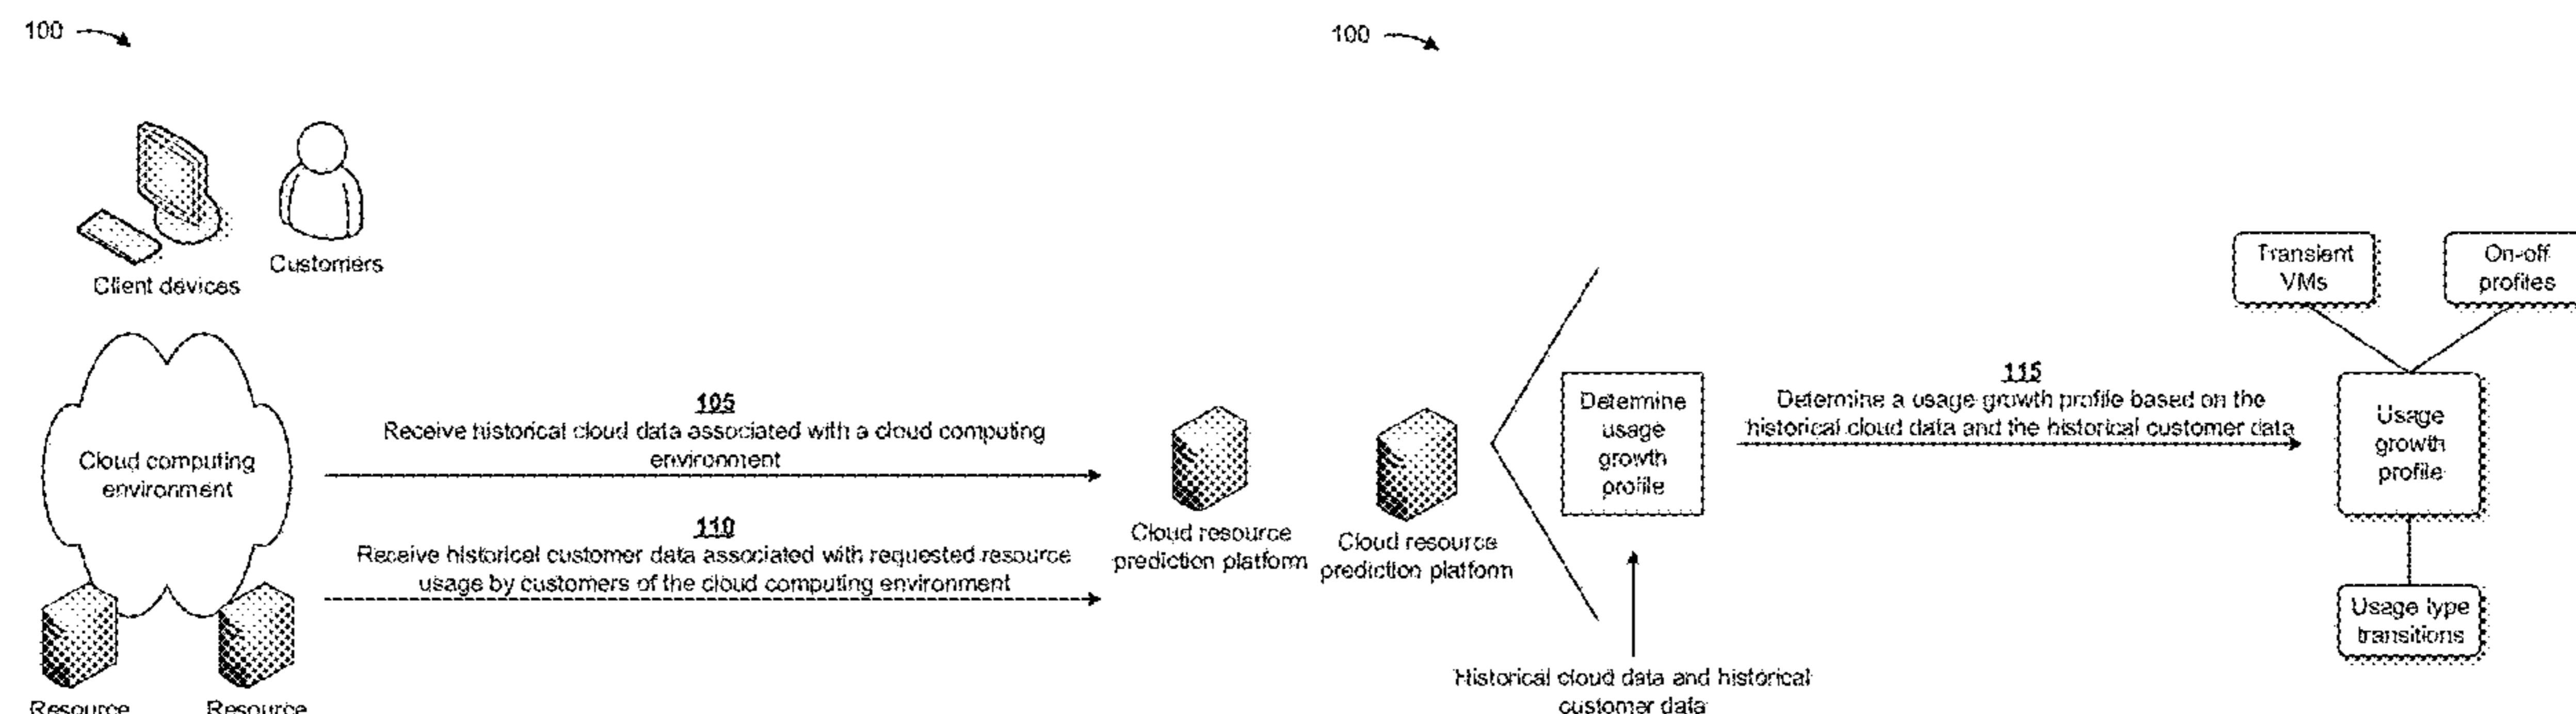 100
Client devices
Customers
Cloud computing
environment
105
Receive historical cloud data associated with a cloud computing
environment
110
Receive historical customer data associated with requested resource
usage by customers of the cloud computing environment
Resource
Resource
Cloud resource
prediction platform
100
Cloud resource
prediction platform
Determine
usage
growth
profile
Historical cloud data and historical
customer data
115
Determine a usage growth profile based on the
historical cloud data and the historical customer data
Transient
VMs
On-off
profiles
Usage
growth
profile
Usage type
transitions